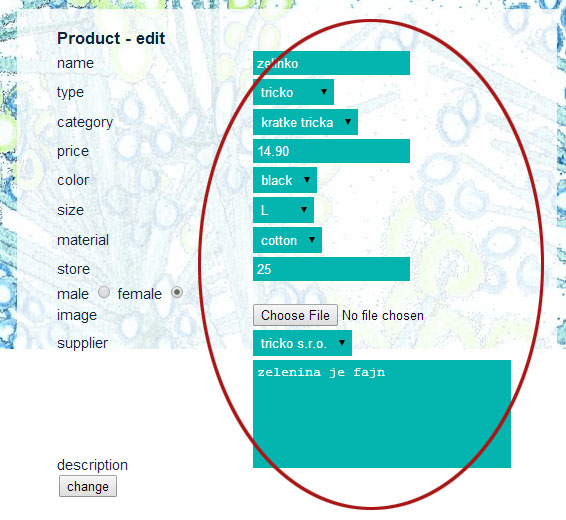 Product - edit
name zelinko
type tricko
category kratke tricka
price 14.90
color black
size L
material cotton
store 25
male female
image Choose File No file chosen
supplier tricko s.r.o.
zelenina je fajn
description
change